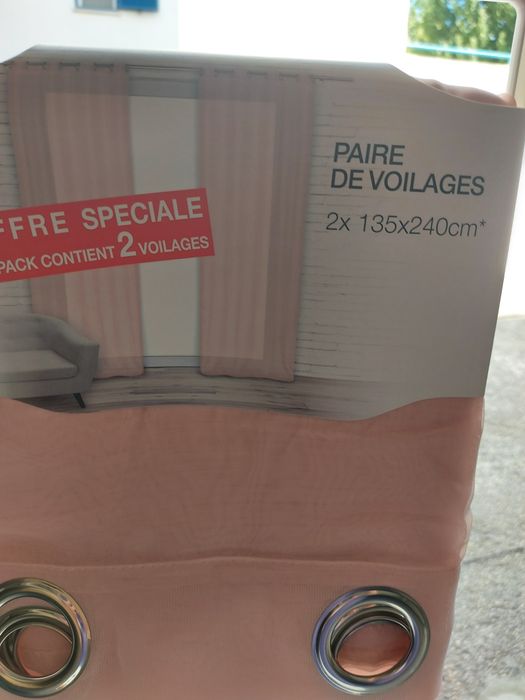 PAIRE
DE VOILAGES
2x 135x240cm*
FFRE SPECIALE
PACK CONTIENT 2 VOILAGES